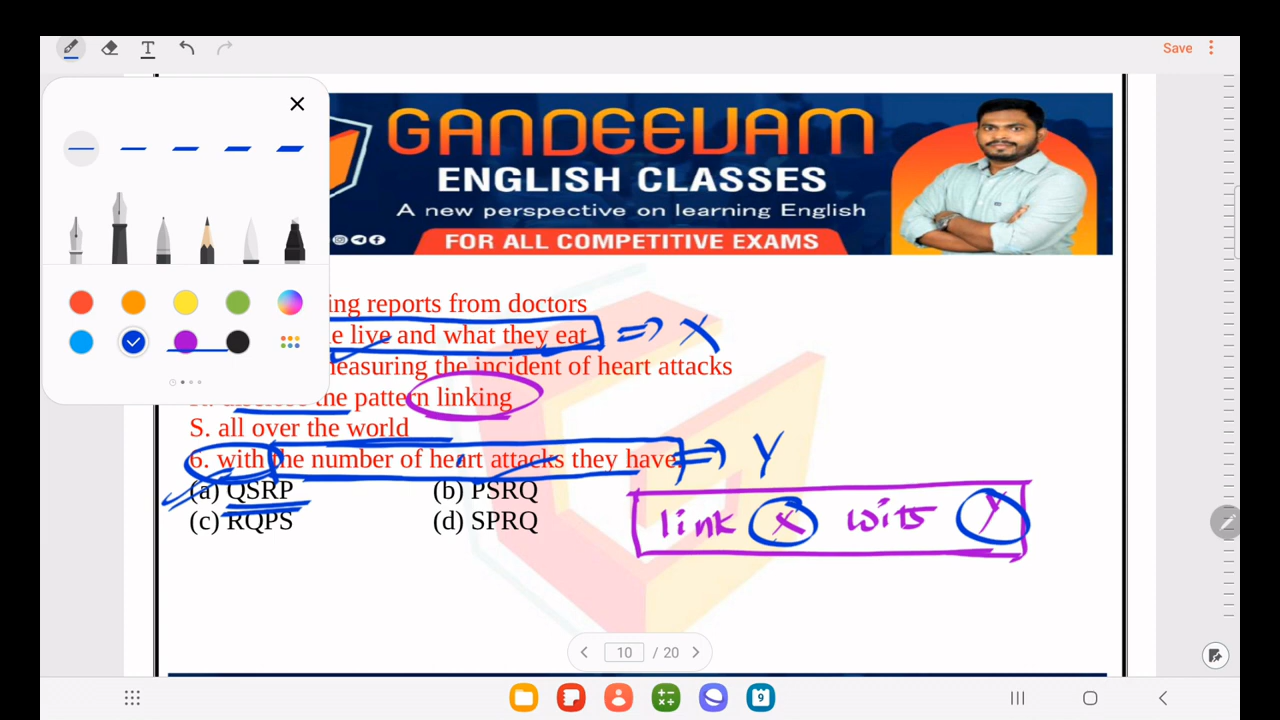 T
Save
GANDEEVAM
ENGLISH CLASSES
A new perspective on learning English
FOR ALL COMPETITIVE EXAMS
ing reports from doctors
e live and what they eat => X
easuring the incident of heart attacks
the pattern linking
S. all over the world
6. with the number of heart attacks they have. => Y
(a) QSRP (b) PSRQ
(c) RQPS (d) SPRQ
link X with Y
10 / 20
9